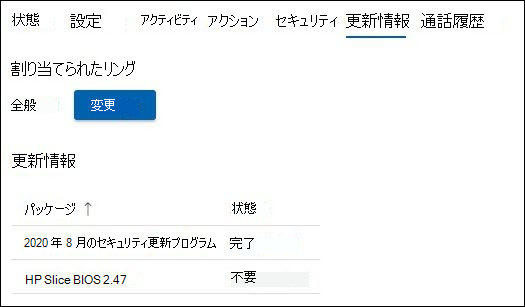 状態 設定 アクティビティ アクション セキュリティ 更新情報 通話履歴
割り当てられたリング
全般 変更
更新情報
パッケージ ↑ 状態
2020 年 8 月のセキュリティ更新プログラム 完了
HP Slice BIOS 2.47 不要